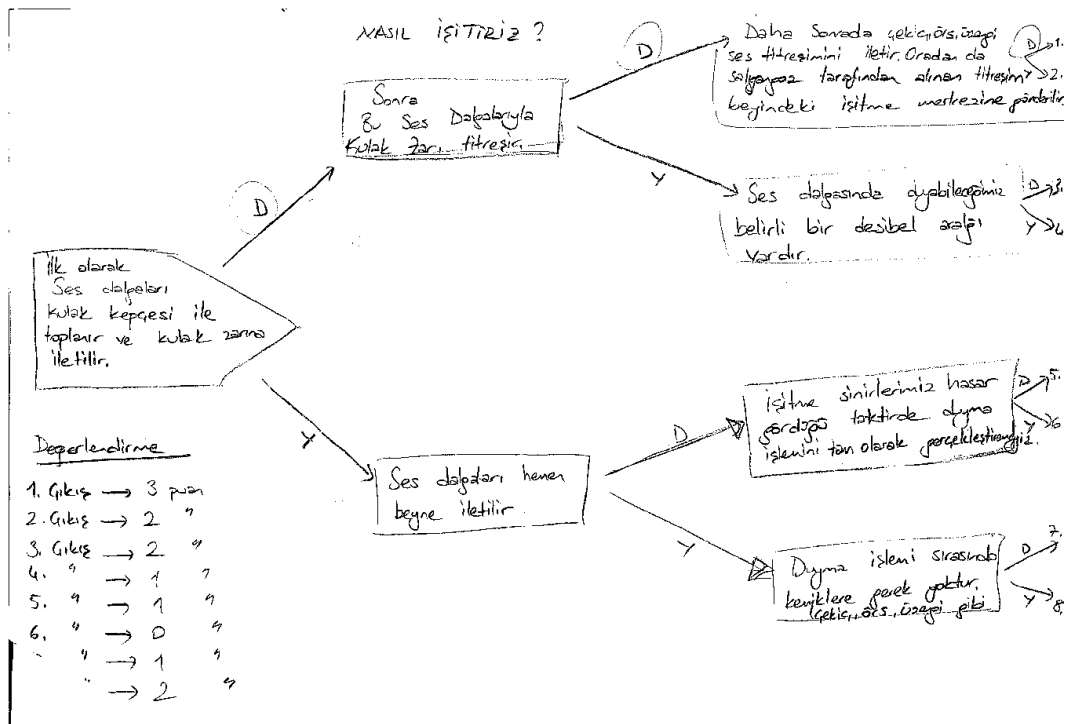 NASIL İŞİTİRİZ ?
İlk olarak
Ses dalgaları
kulak kepçesi ile
toplanır ve kulak zarına
iletilir.
D
Y
Sonra
Bu Ses Dalgalarıyla
Kulak Zarı titreşir.
D
Y
Daha Sonrada çekiç, örs, üzengi
ses titreşimini iletir. Oradan da
salyangoz tarafından alınan titreşim
beyindeki işitme merkezine gönderilir.
D 1.
Y 2.
Ses dalgasında duyabileceğimiz
belirli bir desibel aralığı
vardır.
D 3.
Y 4
Ses dalgaları hemen
beyne iletilir
D
Y
işitme sinirlerimiz hasar
gördüğü taktirde duyma
işlemini tam olarak gerçekleştiremeyiz.
D 5.
Y 6
Duyma işlemi sırasında
kemiklere gerek yoktur.
(çekiç, örs, üzengi gibi
D 7.
Y 8.
Değerlendirme
1. Çıkış → 3 puan
2. Çıkış → 2 "
3. Çıkış → 2 "
4. " → 1 "
5. " → 1 "
6. " → 0 "
" → 1 "
" → 2 "